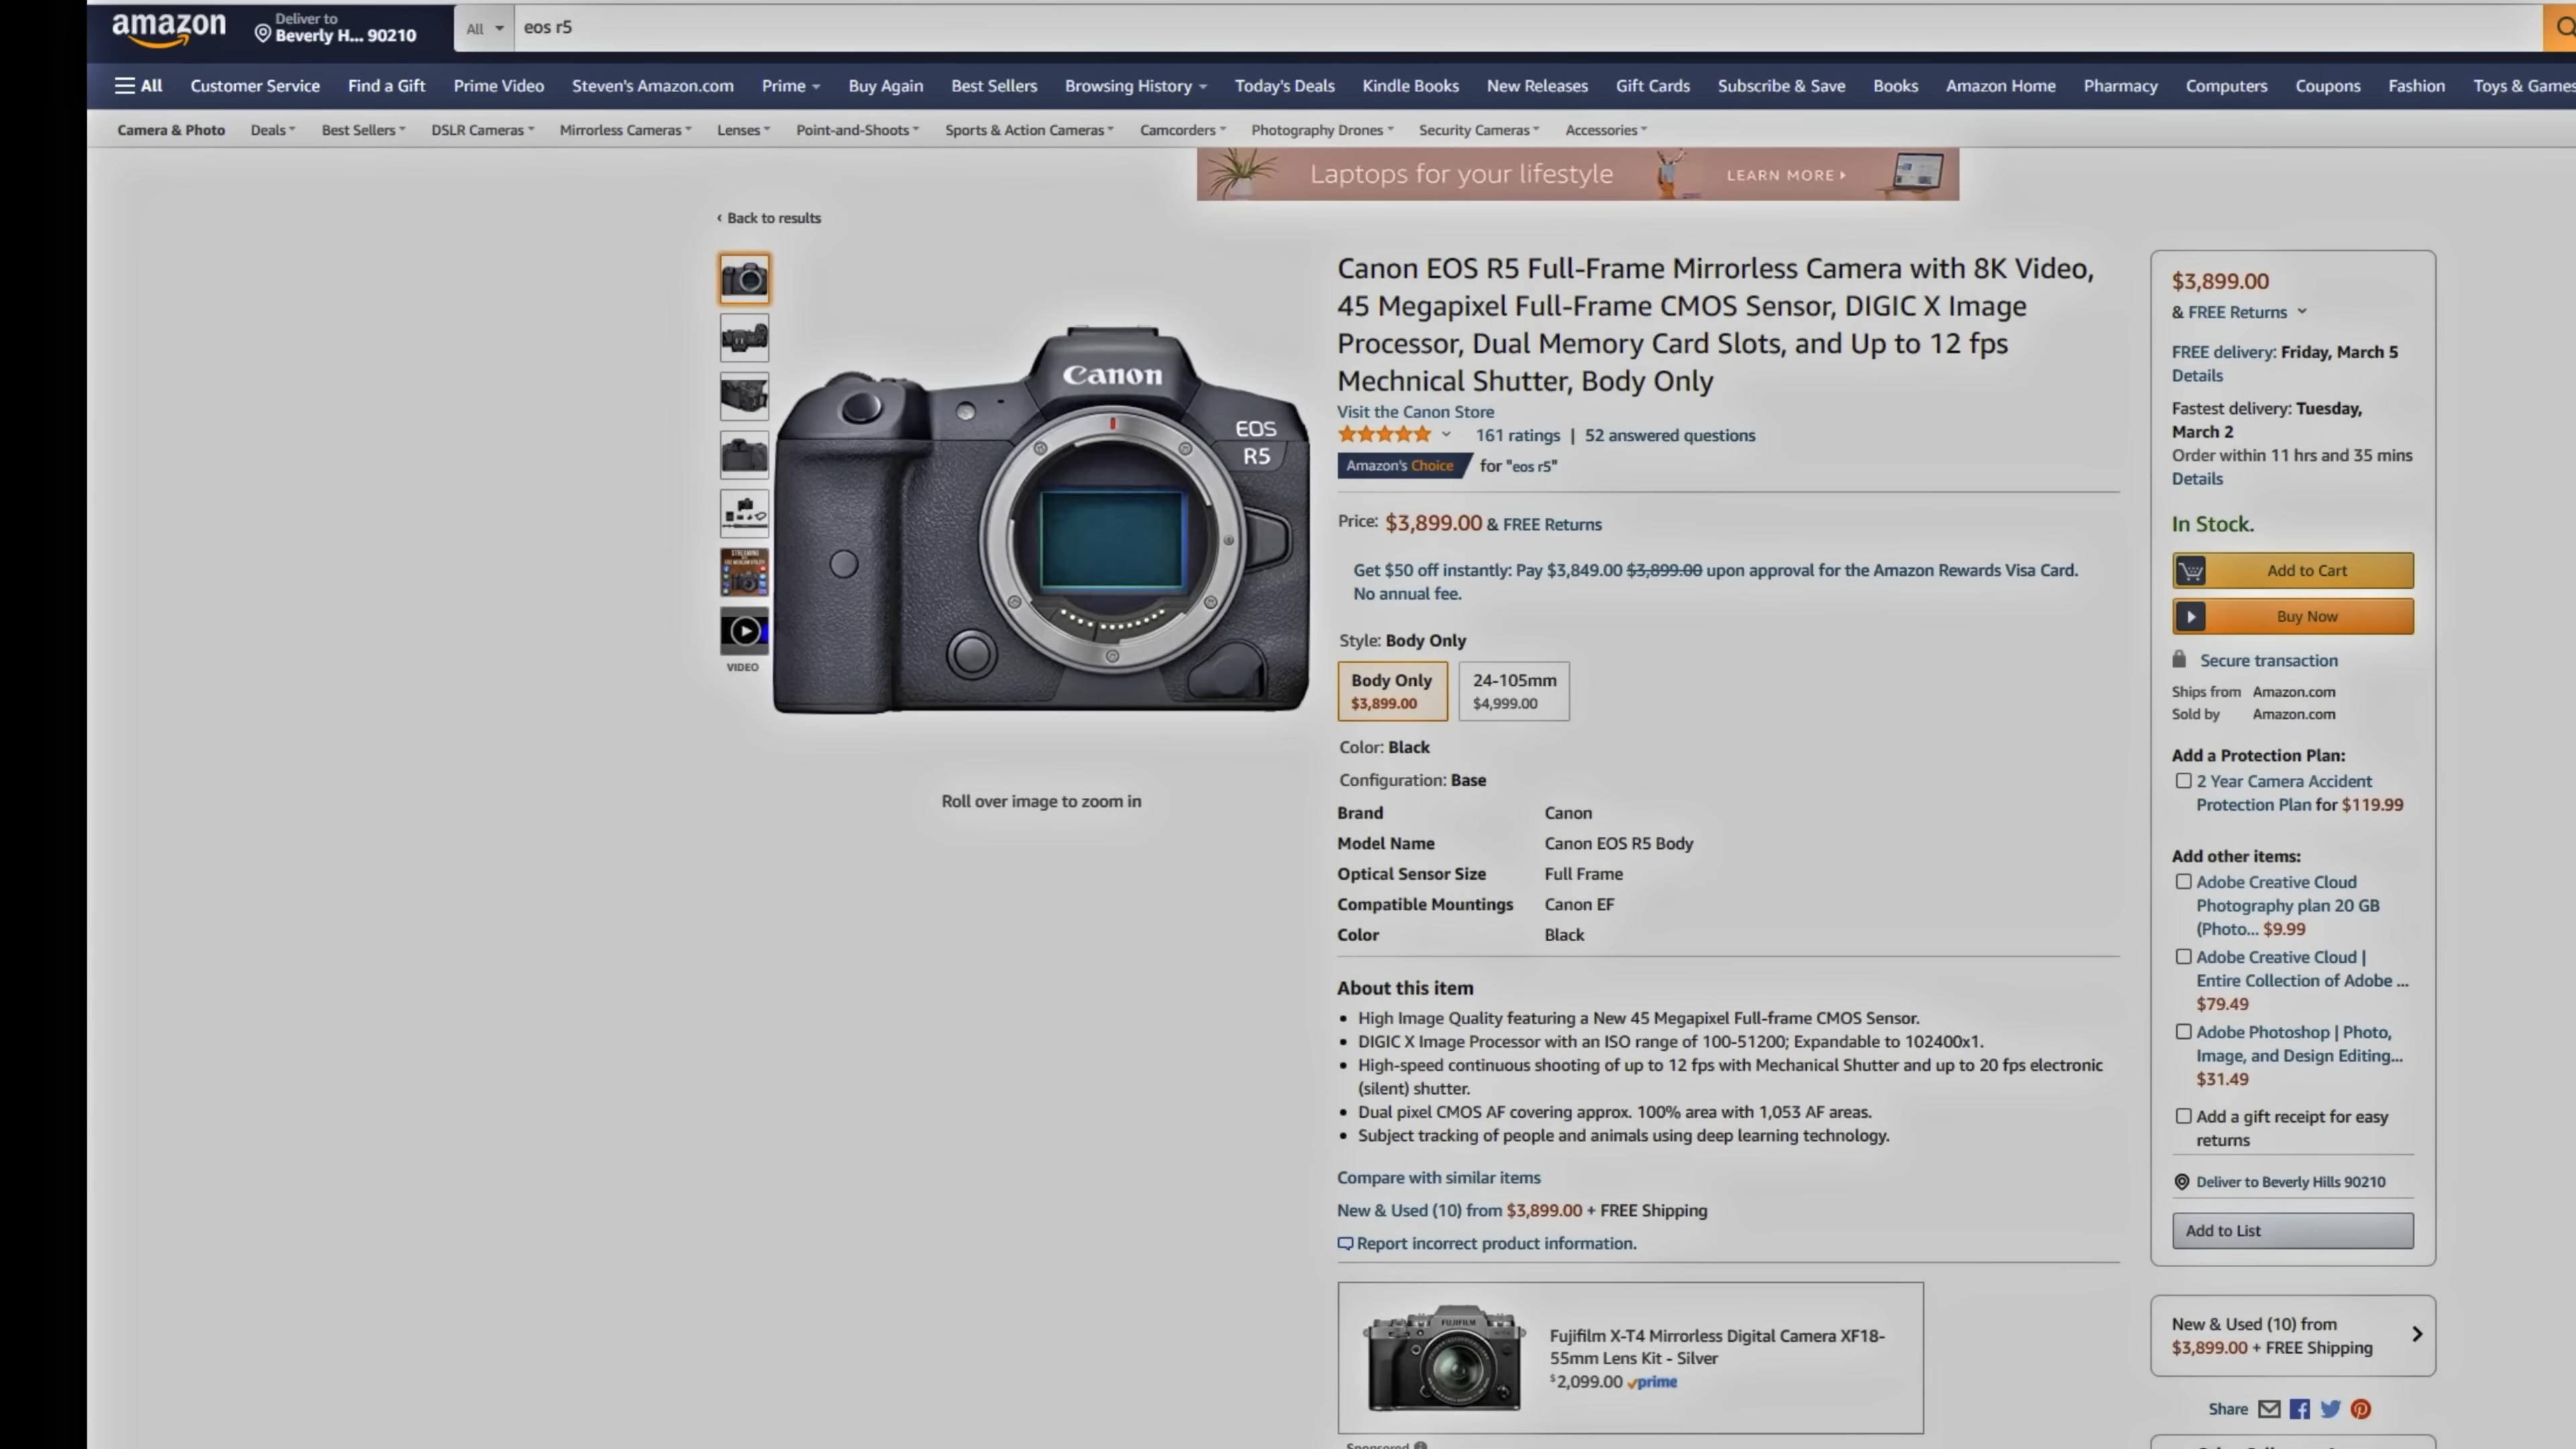 amazon
Deliver to
Beverly H... 90210
All
eos r5
All
Customer Service
Find a Gift
Prime Video
Steven's Amazon.com
Prime
Buy Again
Best Sellers
Browsing History
Today's Deals
Kindle Books
New Releases
Gift Cards
Subscribe & Save
Books
Amazon Home
Pharmacy
Computers
Coupons
Fashion
Toys & Games
Camera & Photo
Deals
Best Sellers
DSLR Cameras
Mirrorless Cameras
Lenses
Point-and-Shoots
Sports & Action Cameras
Camcorders
Photography Drones
Security Cameras
Accessories
Laptops for your lifestyle
LEARN MORE
‹ Back to results
VIDEO
Canon
EOS
R5
Roll over image to zoom in
Canon EOS R5 Full-Frame Mirrorless Camera with 8K Video,
45 Megapixel Full-Frame CMOS Sensor, DIGIC X Image
Processor, Dual Memory Card Slots, and Up to 12 fps
Mechnical Shutter, Body Only
Visit the Canon Store
161 ratings | 52 answered questions
Amazon's Choice for "eos r5"
Price: $3,899.00 & FREE Returns
Get $50 off instantly: Pay $3,849.00 $3,899.00 upon approval for the Amazon Rewards Visa Card.
No annual fee.
Style: Body Only
Body Only
$3,899.00
24-105mm
$4,999.00
Color: Black
Configuration: Base
Brand Canon
Model Name Canon EOS R5 Body
Optical Sensor Size Full Frame
Compatible Mountings Canon EF
Color Black
About this item
• High Image Quality featuring a New 45 Megapixel Full-frame CMOS Sensor.
• DIGIC X Image Processor with an ISO range of 100-51200; Expandable to 102400x1.
• High-speed continuous shooting of up to 12 fps with Mechanical Shutter and up to 20 fps electronic
(silent) shutter.
• Dual pixel CMOS AF covering approx. 100% area with 1,053 AF areas.
• Subject tracking of people and animals using deep learning technology.
Compare with similar items
New & Used (10) from $3,899.00 + FREE Shipping
Report incorrect product information.
FUJIFILM
Fujifilm X-T4 Mirrorless Digital Camera XF18-
55mm Lens Kit - Silver
$2,099.00 prime
Sponsored
$3,899.00
& FREE Returns
FREE delivery: Friday, March 5
Details
Fastest delivery: Tuesday,
March 2
Order within 11 hrs and 35 mins
Details
In Stock.
Add to Cart
Buy Now
Secure transaction
Ships from Amazon.com
Sold by Amazon.com
Add a Protection Plan:
2 Year Camera Accident
Protection Plan for $119.99
Add other items:
Adobe Creative Cloud
Photography plan 20 GB
(Photo... $9.99
Adobe Creative Cloud |
Entire Collection of Adobe ...
$79.49
Adobe Photoshop | Photo,
Image, and Design Editing...
$31.49
Add a gift receipt for easy
returns
Deliver to Beverly Hills 90210
Add to List
New & Used (10) from
$3,899.00 + FREE Shipping
Share